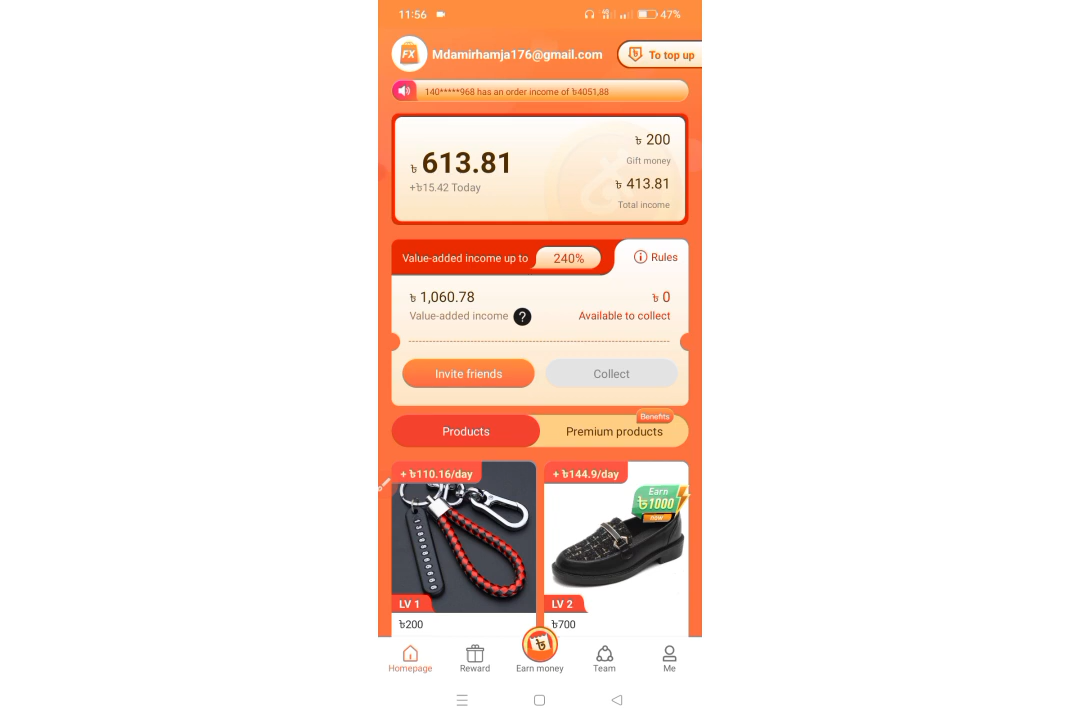 11:56
47%
FX
Mdamirhamja176@gmail.com
To top up
140*****968 has an order income of ৳4051,88
৳ 613.81
+৳15.42 Today
৳ 200
Gift money
৳ 413.81
Total income
Value-added income up to 240%
Rules
৳ 1,060.78
Value-added income ?
৳ 0
Available to collect
Invite friends
Collect
Products
Benefits
Premium products
+ ৳110.16/day
LV 1
৳200
+ ৳144.9/day
Earn
৳1000
now
LV 2
৳700
Homepage
Reward
৳
Earn money
Team
Me